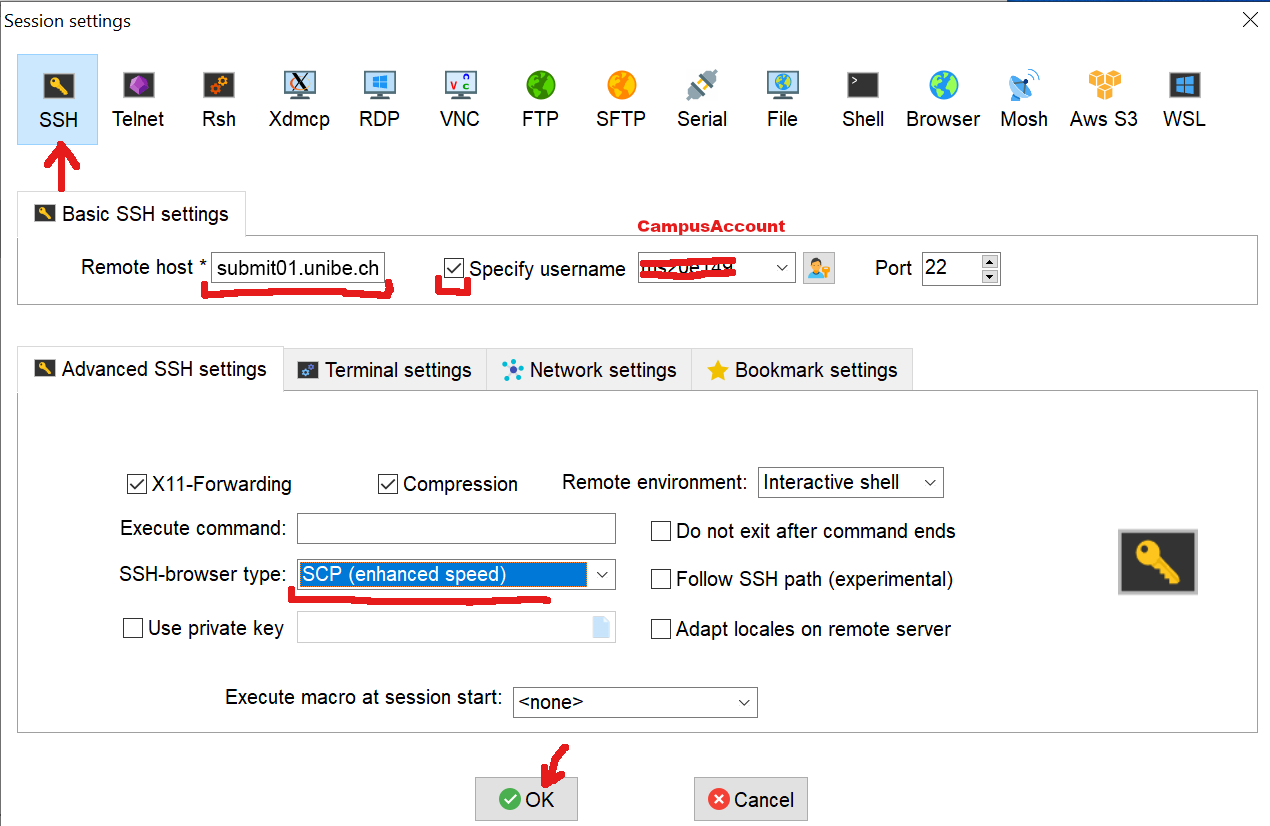 Session settings
SSH Telnet Rsh Xdmcp RDP VNC FTP SFTP Serial File Shell Browser Mosh Aws S3 WSL
Basic SSH settings
CampusAccount
Remote host * submit01.unibe.ch Specify username Port 22
Advanced SSH settings Terminal settings Network settings Bookmark settings
X11-Forwarding Compression Remote environment: Interactive shell
Execute command: Do not exit after command ends
SSH-browser type: SCP (enhanced speed) Follow SSH path (experimental)
Use private key Adapt locales on remote server
Execute macro at session start: <none>
OK Cancel